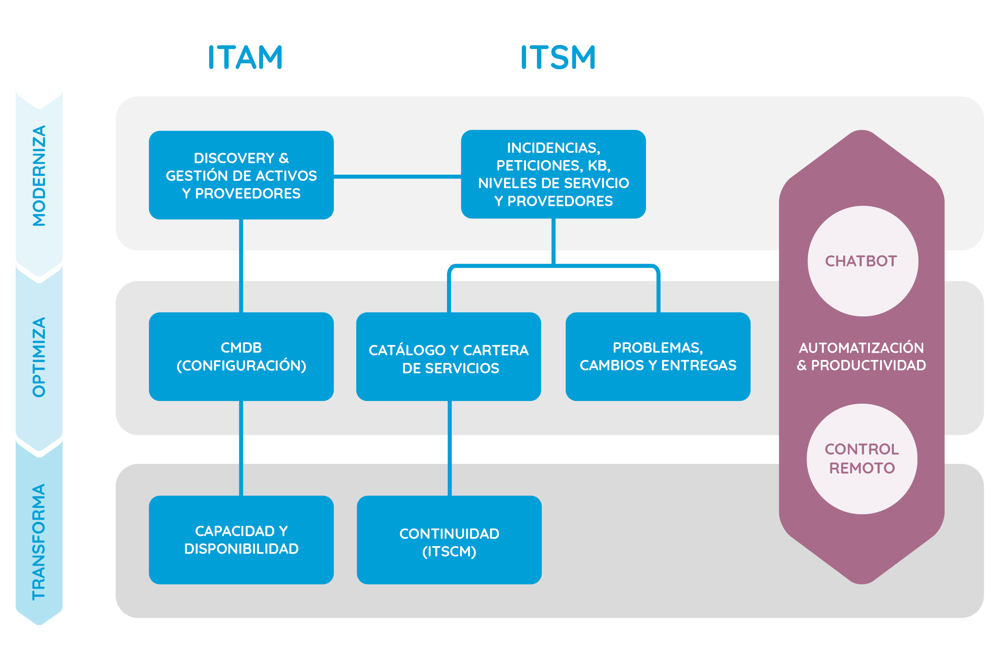 ITAM
ITSM
MODERNIZA
DISCOVERY &
GESTIÓN DE ACTIVOS
Y PROVEEDORES
INCIDENCIAS,
PETICIONES, KB,
NIVELES DE SERVICIO
Y PROVEEDORES
OPTIMIZA
CMDB
(CONFIGURACIÓN)
CATÁLOGO Y CARTERA
DE SERVICIOS
PROBLEMAS,
CAMBIOS Y ENTREGAS
TRANSFORMA
CAPACIDAD Y
DISPONIBILIDAD
CONTINUIDAD
(ITSCM)
CHATBOT
AUTOMATIZACIÓN
& PRODUCTIVIDAD
CONTROL
REMOTO